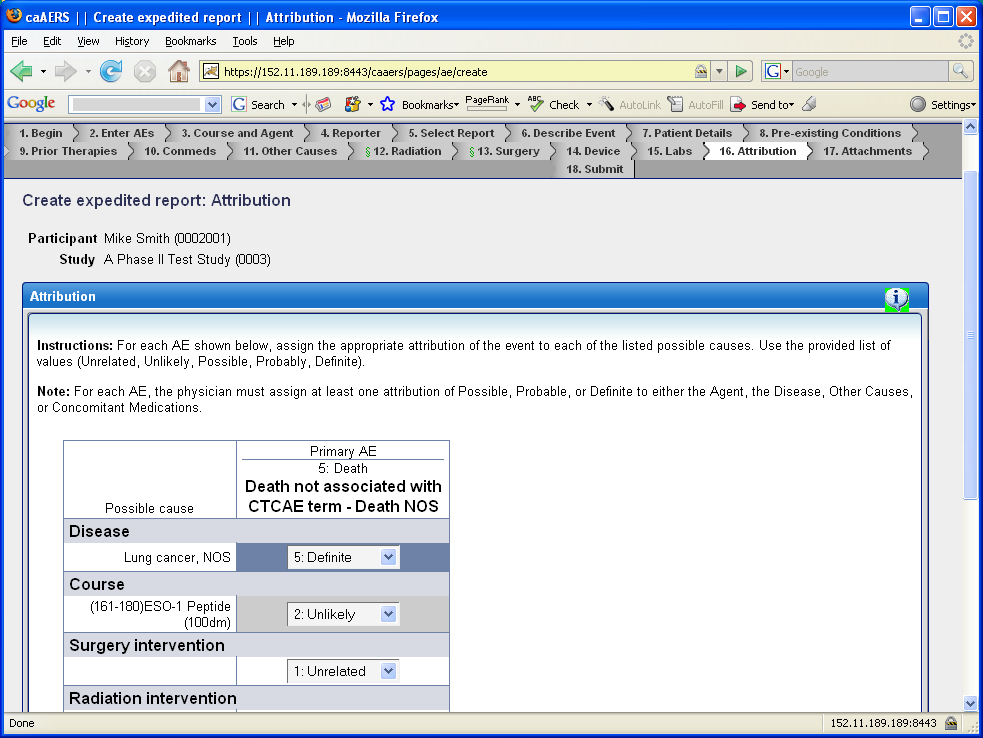 caAERS || Create expedited report || Attribution - Mozilla Firefox
File Edit View History Bookmarks Tools Help
https://152.11.189.189:8443/caaers/pages/ae/create
G Google
Google G Search Bookmarks PageRank ABC Check AutoLink AutoFill Send to Settings
1. Begin 2. Enter AEs 3. Course and Agent 4. Reporter 5. Select Report 6. Describe Event 7. Patient Details 8. Pre-existing Conditions
9. Prior Therapies 10. Conmeds 11. Other Causes § 12. Radiation § 13. Surgery 14. Device 15. Labs 16. Attribution 17. Attachments
18. Submit
Create expedited report: Attribution
Participant Mike Smith (0002001)
Study A Phase II Test Study (0003)
Attribution
i
Instructions: For each AE shown below, assign the appropriate attribution of the event to each of the listed possible causes. Use the provided list of
values (Unrelated, Unlikely, Possible, Probably, Definite).
Note: For each AE, the physician must assign at least one attribution of Possible, Probable, or Definite to either the Agent, the Disease, Other Causes,
or Concomitant Medications.
Primary AE
5: Death
Death not associated with
CTCAE term - Death NOS
Possible cause
Disease
Lung cancer, NOS 5: Definite
Course
(161-180)ESO-1 Peptide
(100dm) 2: Unlikely
Surgery intervention
1: Unrelated
Radiation intervention
Done 152.11.189.189:8443